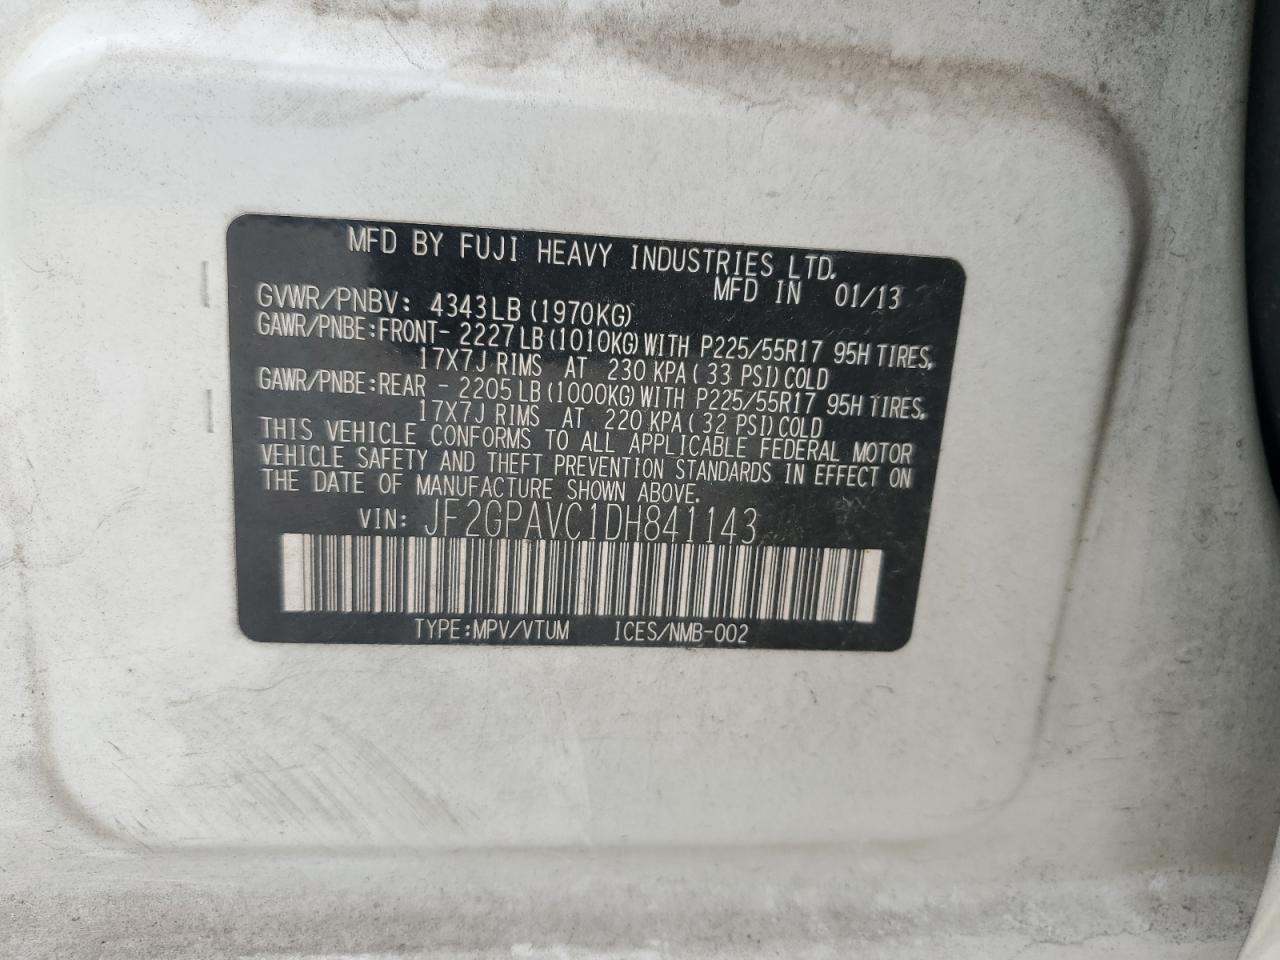 MFD BY FUJI HEAVY INDUSTRIES LTD.
MFD IN 01/13
GVWR/PNBV: 4343LB (1970KG)
GAWR/PNBE:FRONT- 2227LB(1010KG)WITH P225/55R17 95H TIRES,
17X7J RIMS AT 230 KPA(33 PSI)COLD
GAWR/PNBE:REAR - 2205LB(1000KG)WITH P225/55R17 95H TIRES,
17X7J RIMS AT 220 KPA(32 PSI)COLD
THIS VEHICLE CONFORMS TO ALL APPLICABLE FEDERAL MOTOR
VEHICLE SAFETY AND THEFT PREVENTION STANDARDS IN EFFECT ON
THE DATE OF MANUFACTURE SHOWN ABOVE.
VIN: JF2GPAVC1DH841143
TYPE:MPV/VTUM ICES/NMB-002